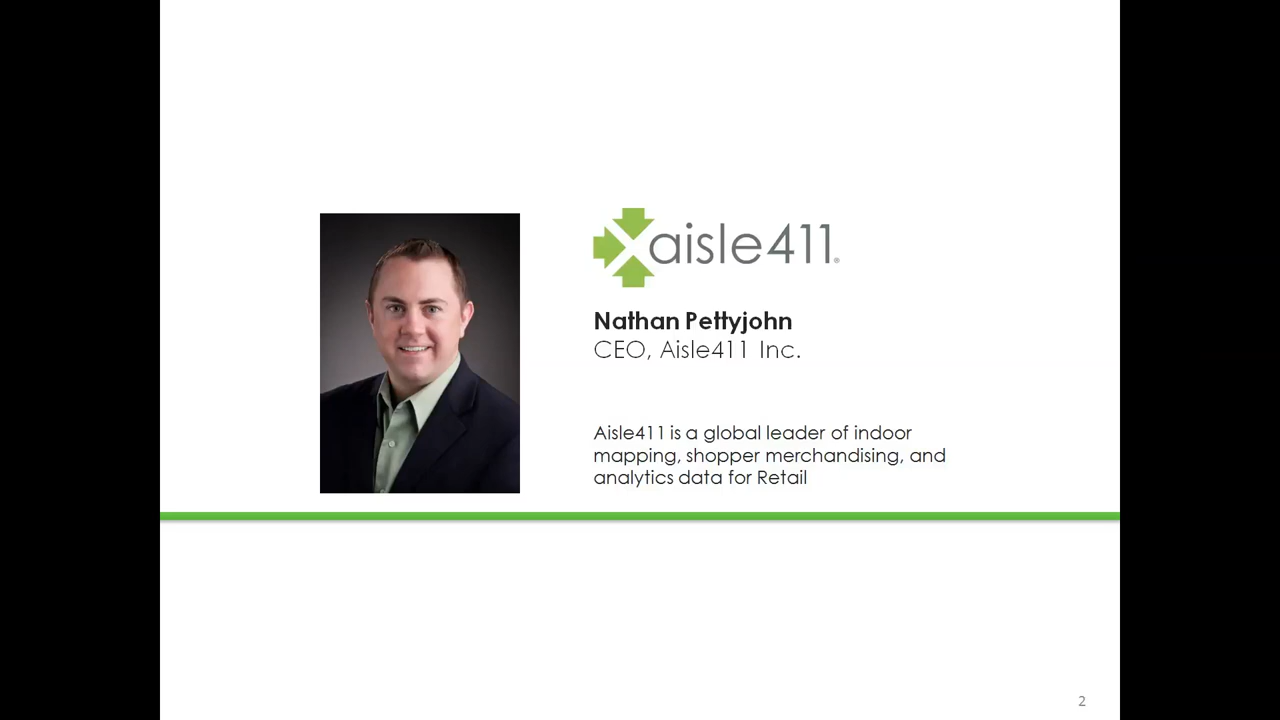 aisle411®
Nathan Pettyjohn
CEO, Aisle411 Inc.
Aisle411 is a global leader of indoor
mapping, shopper merchandising, and
analytics data for Retail
2